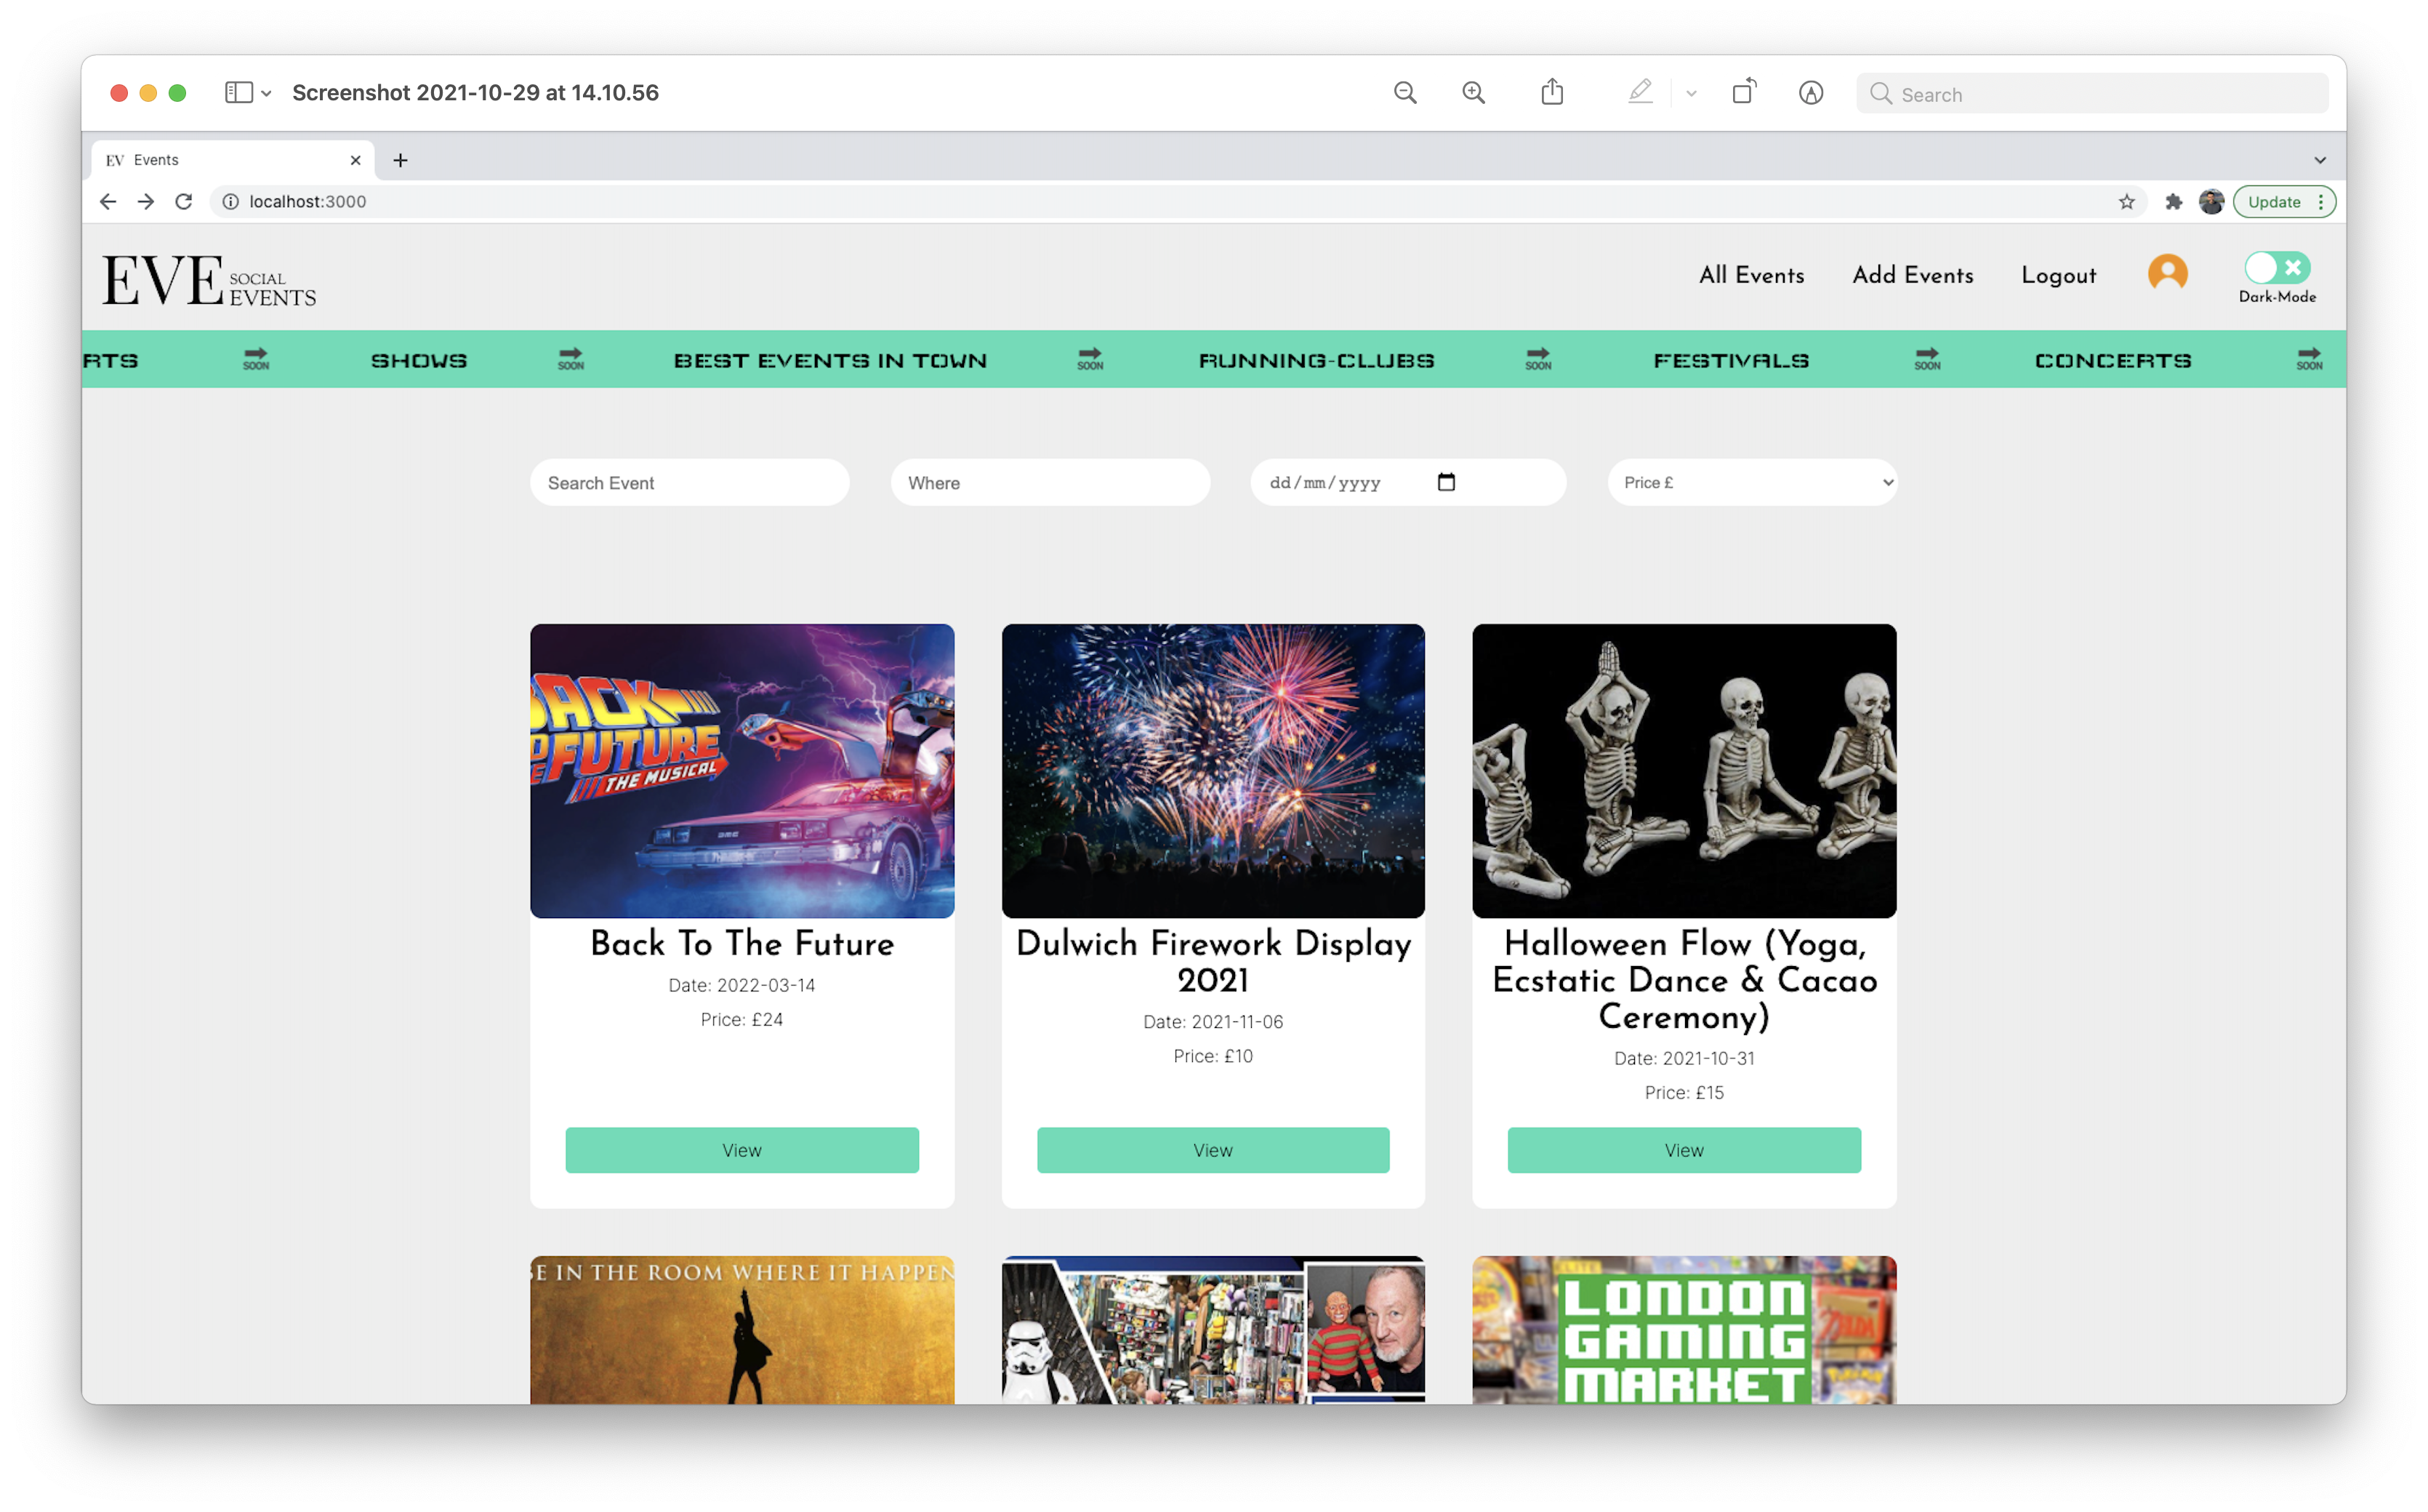 Screenshot 2021-10-29 at 14.10.56
Search
EV Events
localhost:3000
Update
EVE SOCIAL EVENTS
All Events
Add Events
Logout
Dark-Mode
RTS SOON SHOWS SOON BEST EVENTS IN TOWN SOON RUNNING-CLUBS SOON FESTIVALS SOON CONCERTS SOON
Search Event
Where
dd/mm/yyyy
Price £
BACK
FUTURE
THE MUSICAL
DMC
Back To The Future
Date: 2022-03-14
Price: £24
View
Dulwich Firework Display
2021
Date: 2021-11-06
Price: £10
View
Halloween Flow (Yoga,
Ecstatic Dance & Cacao
Ceremony)
Date: 2021-10-31
Price: £15
View
E IN THE ROOM WHERE IT HAPPEN
LONDON
GAMING
MARKET
ZELDA